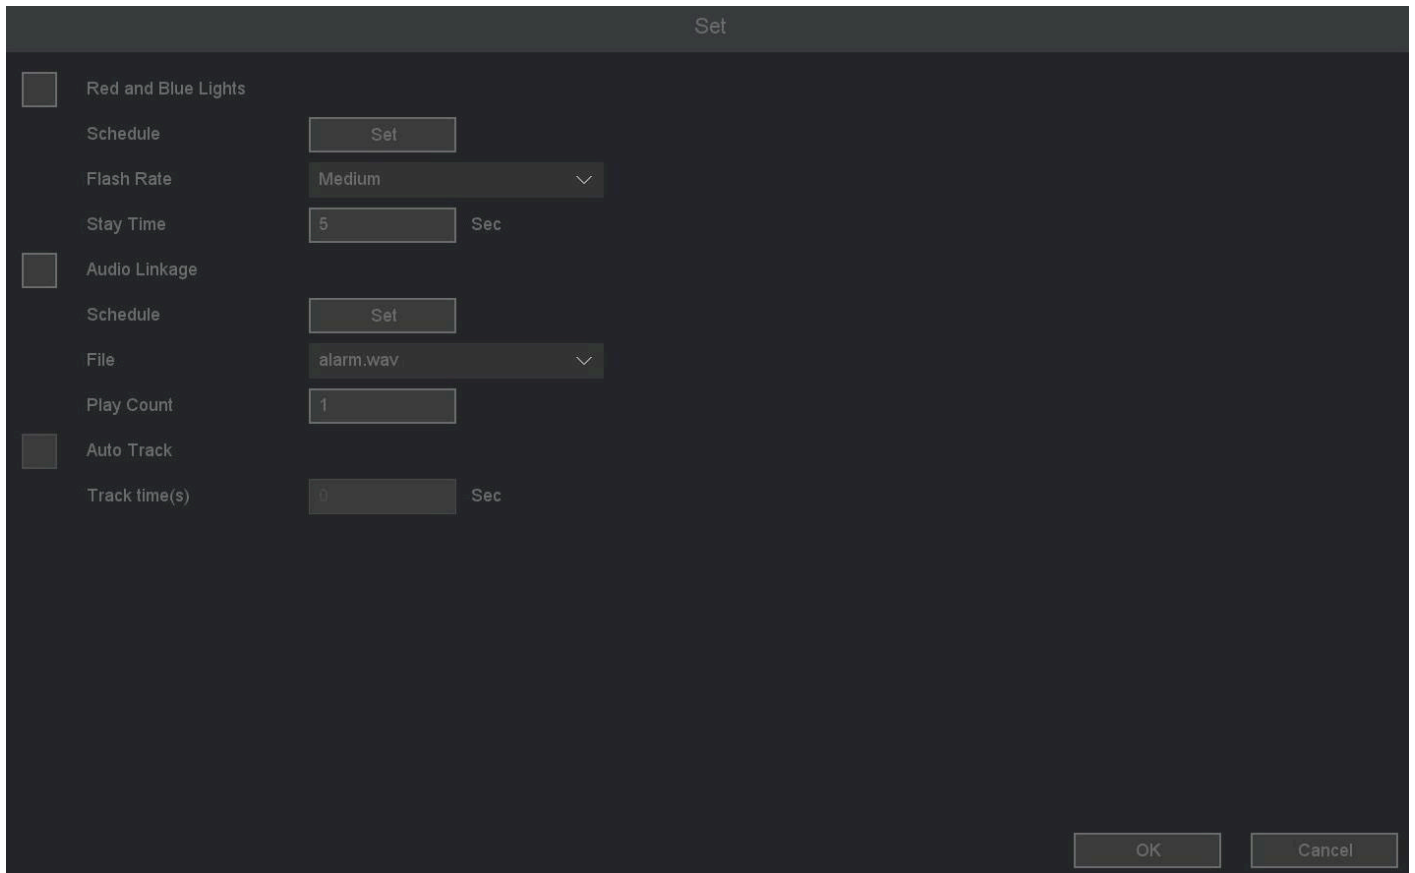 Set
Red and Blue Lights
Schedule Set
Flash Rate Medium
Stay Time 5 Sec
Audio Linkage
Schedule Set
File alarm.wav
Play Count 1
Auto Track
Track time(s) 0 Sec
OK Cancel